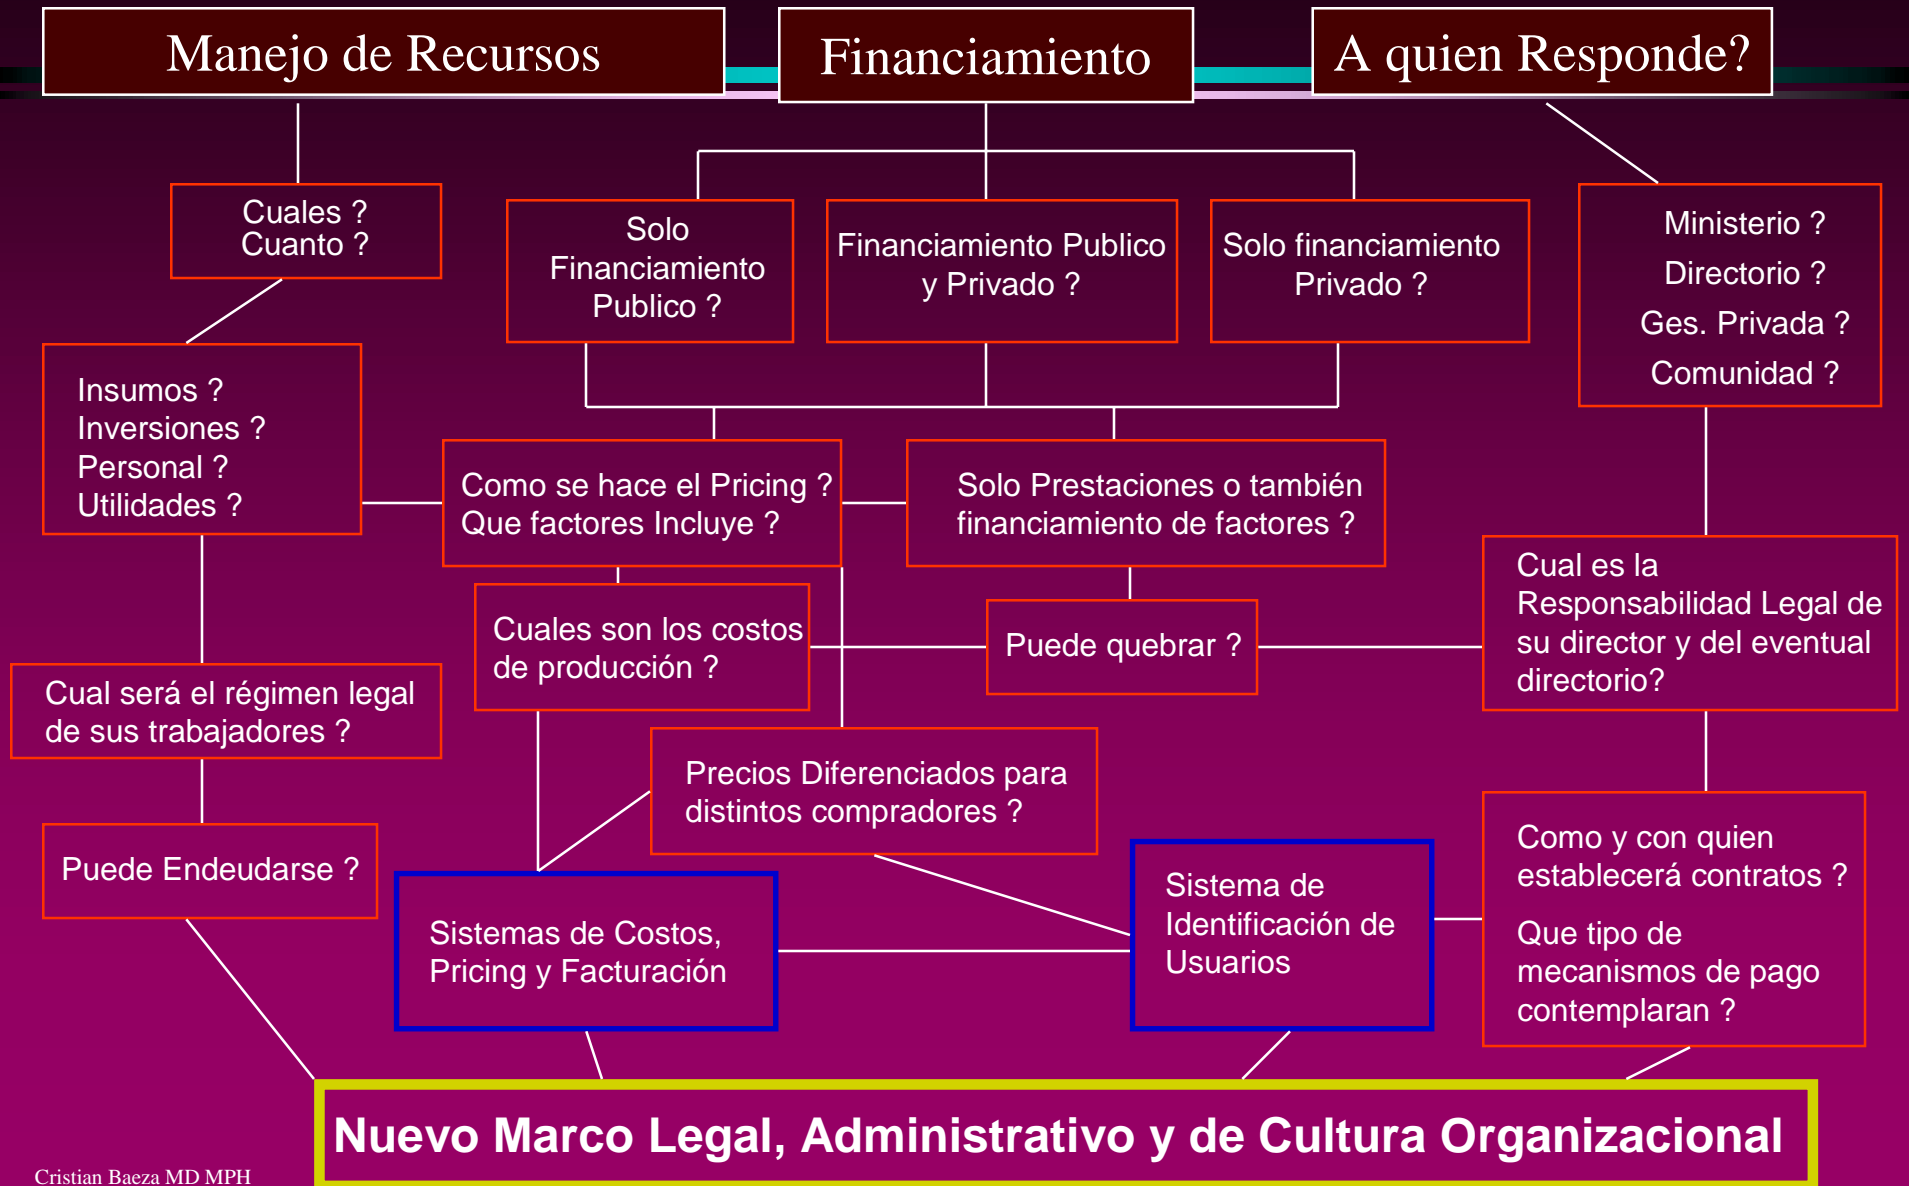 Manejo de Recursos
Financiamiento
A quien Responde?
Cuales ?
Cuanto ?
Solo
Financiamiento
Publico ?
Financiamiento Publico
y Privado ?
Solo financiamiento
Privado ?
Ministerio ?
Directorio ?
Ges. Privada ?
Comunidad ?
Insumos ?
Inversiones ?
Personal ?
Utilidades ?
Como se hace el Pricing ?
Que factores Incluye ?
Solo Prestaciones o también
financiamiento de factores ?
Cual es la
Responsabilidad Legal de
su director y del eventual
directorio?
Cuales son los costos
de producción ?
Puede quebrar ?
Cual será el régimen legal
de sus trabajadores ?
Precios Diferenciados para
distintos compradores ?
Puede Endeudarse ?
Sistemas de Costos,
Pricing y Facturación
Sistema de
Identificación de
Usuarios
Como y con quien
establecerá contratos ?
Que tipo de
mecanismos de pago
contemplaran ?
Nuevo Marco Legal, Administrativo y de Cultura Organizacional
Cristian Baeza MD MPH